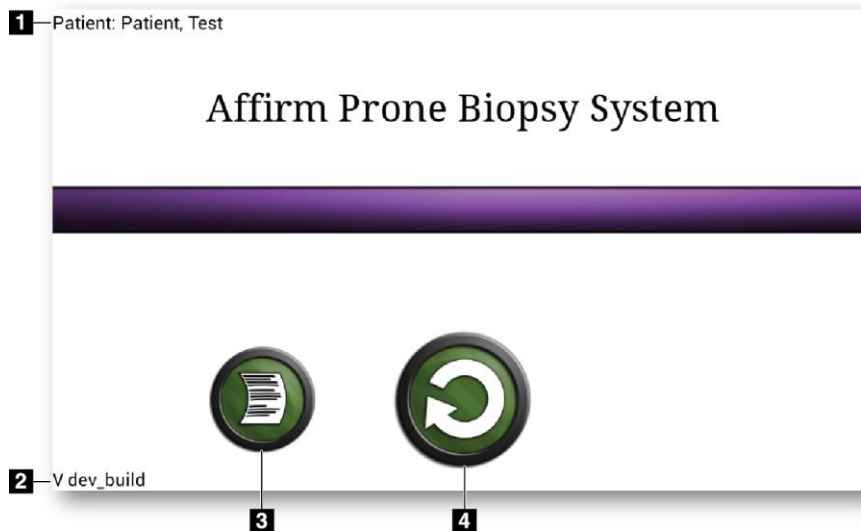 1 Patient: Patient, Test
Affirm Prone Biopsy System
2 V dev_build
3 4